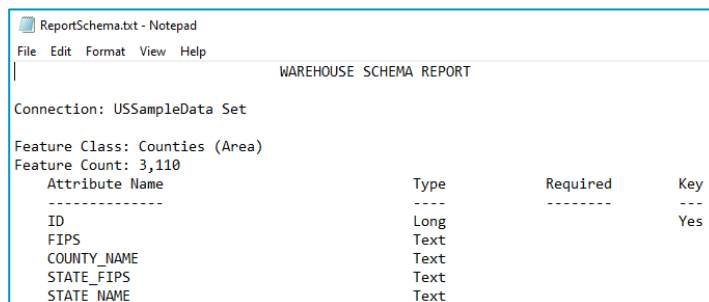 ReportSchema.txt - Notepad
File Edit Format View Help
WAREHOUSE SCHEMA REPORT
Connection: USSampleData Set
Feature Class: Counties (Area)
Feature Count: 3,110
Attribute Name Type Required Key
-------------- ---- -------- ---
ID Long Yes
FIPS Text
COUNTY_NAME Text
STATE_FIPS Text
STATE_NAME Text